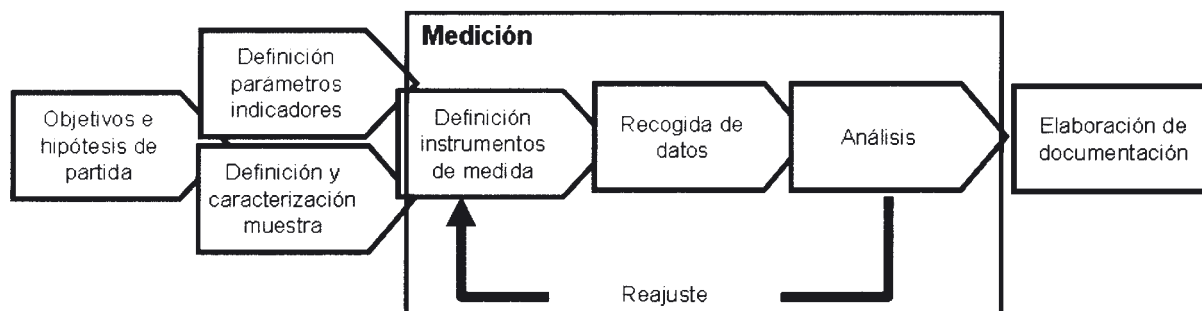 Objetivos e
hipótesis de
partida
Definición
parámetros
indicadores
Definición y
caracterización
muestra
Medición
Definición
instrumentos
de medida
Recogida de
datos
Análisis
Reajuste
Elaboración de
documentación